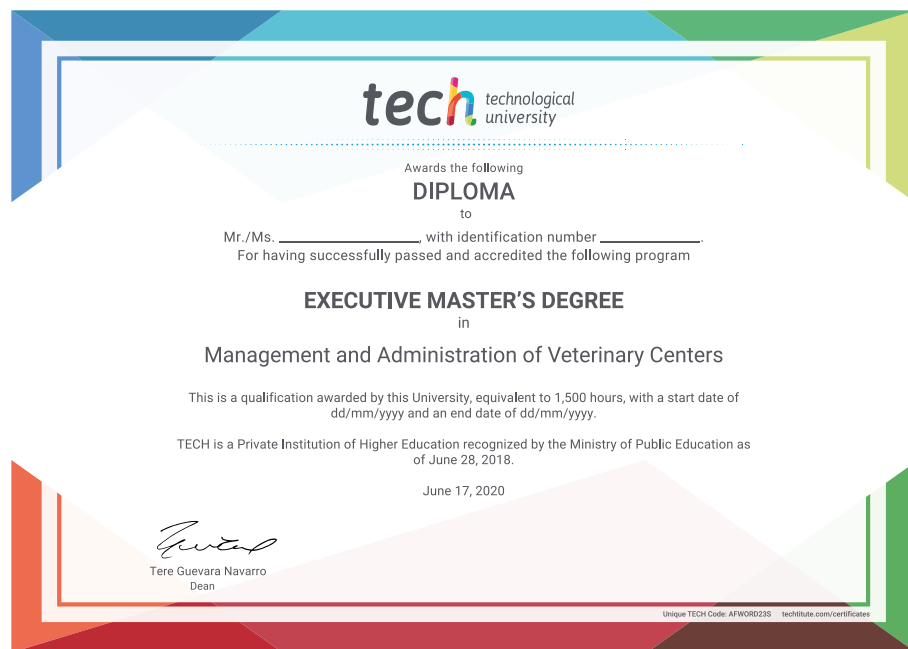 tech technological
university
Awards the following
DIPLOMA
to
Mr./Ms. ____________, with identification number ____________.
For having successfully passed and accredited the following program
EXECUTIVE MASTER'S DEGREE
in
Management and Administration of Veterinary Centers
This is a qualification awarded by this University, equivalent to 1,500 hours, with a start date of
dd/mm/yyyy and an end date of dd/mm/yyyy.
TECH is a Private Institution of Higher Education recognized by the Ministry of Public Education as
of June 28, 2018.
June 17, 2020
Tere Guevara Navarro
Dean
Unique TECH Code: AFWORD23S techtitute.com/certificates